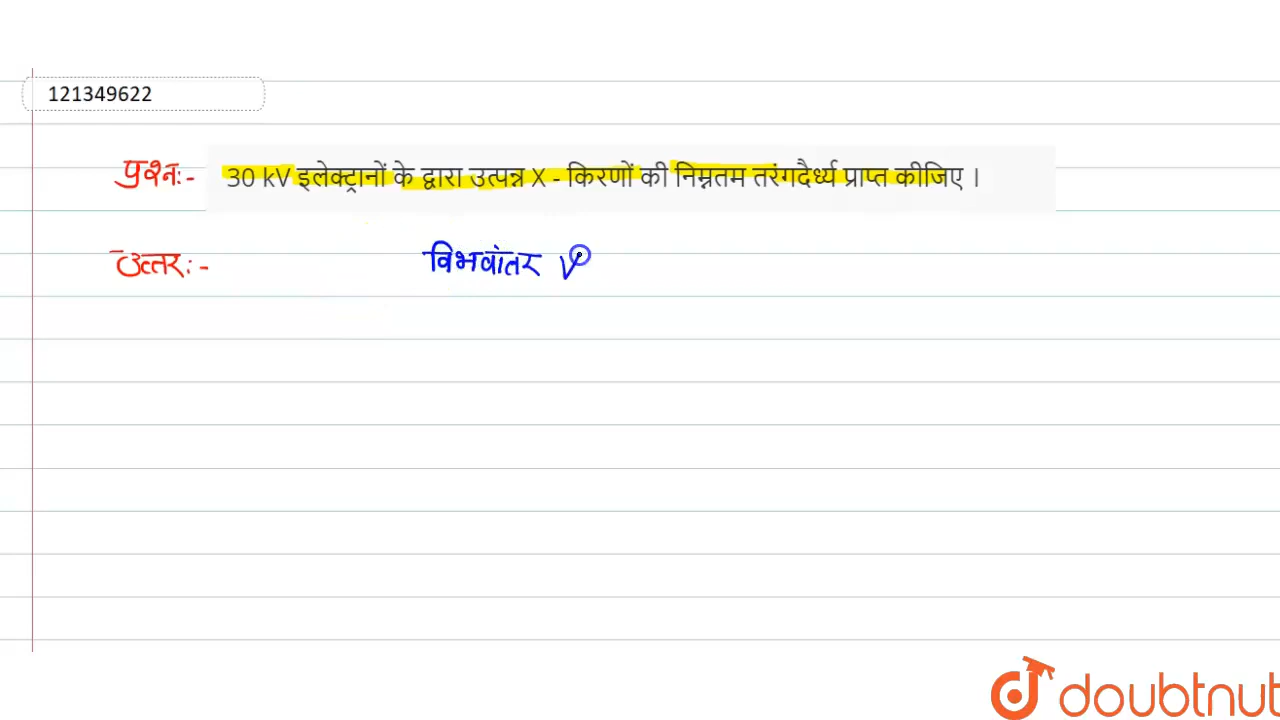 121349622
प्रश्नः- 30 kV इलेक्ट्रानों के द्वारा उत्पन्न X - किरणों की निम्नतम तरंगदैर्ध्य प्राप्त कीजिए ।
उत्तरः- विभवांतर V
doubtnut